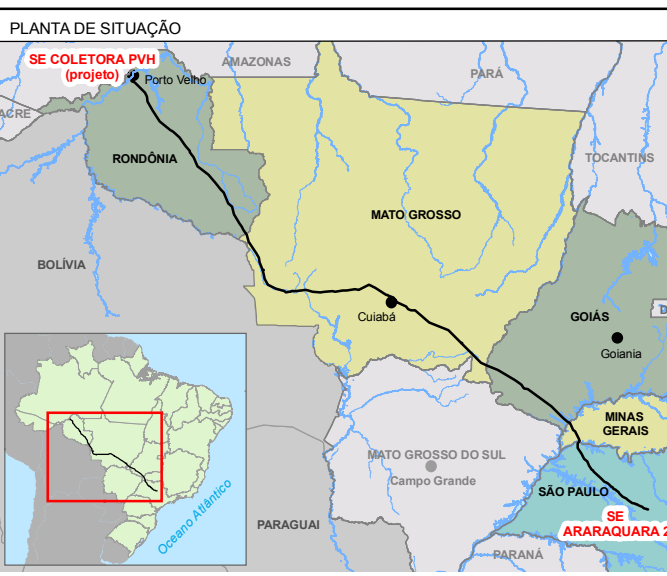 PLANTA DE SITUAÇÃO
SE COLETORA PVH
(projeto)
Porto Velho
AMAZONAS
PARÁ
ACRE
TOCANTINS
RONDÔNIA
MATO GROSSO
BOLÍVIA
Cuiabá
GOIÁS
Goiania
MINAS
GERAIS
MATO GROSSO DO SUL
Campo Grande
SÃO PAULO
SE
ARARAQUARA 2
PARAGUAI
PARANÁ
Oceano Atlântico